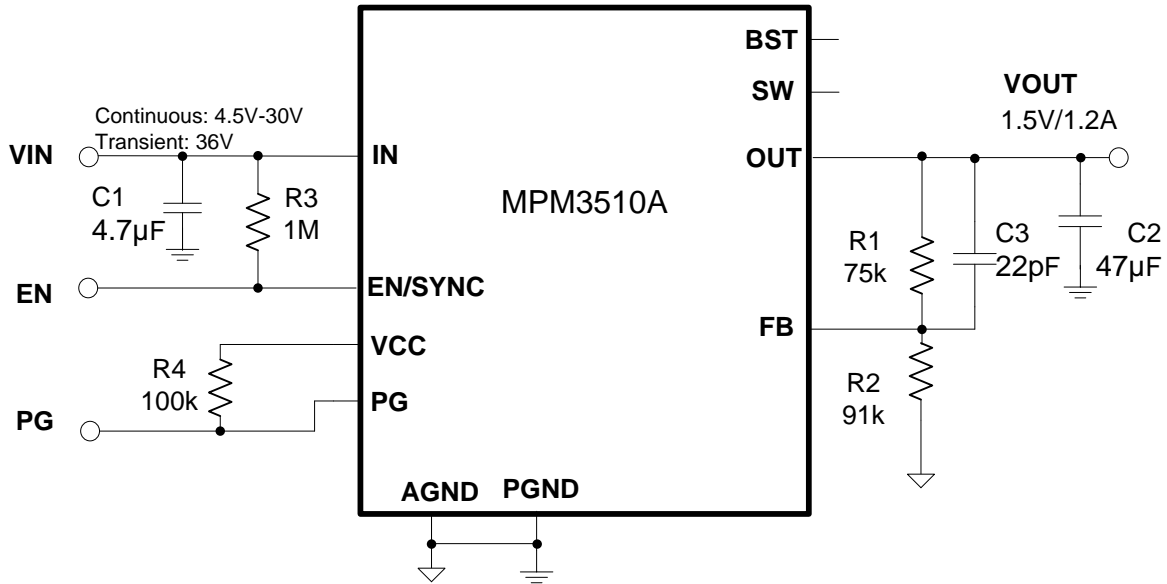 BST
SW
VOUT
1.5V/1.2A
Continuous: 4.5V-30V
Transient: 36V
VIN
IN
OUT
MPM3510A
C1
4.7µF
R3
1M
R1
75k
C3
22pF
C2
47µF
EN
EN/SYNC
FB
VCC
R4
100k
R2
91k
PG
PG
AGND
PGND